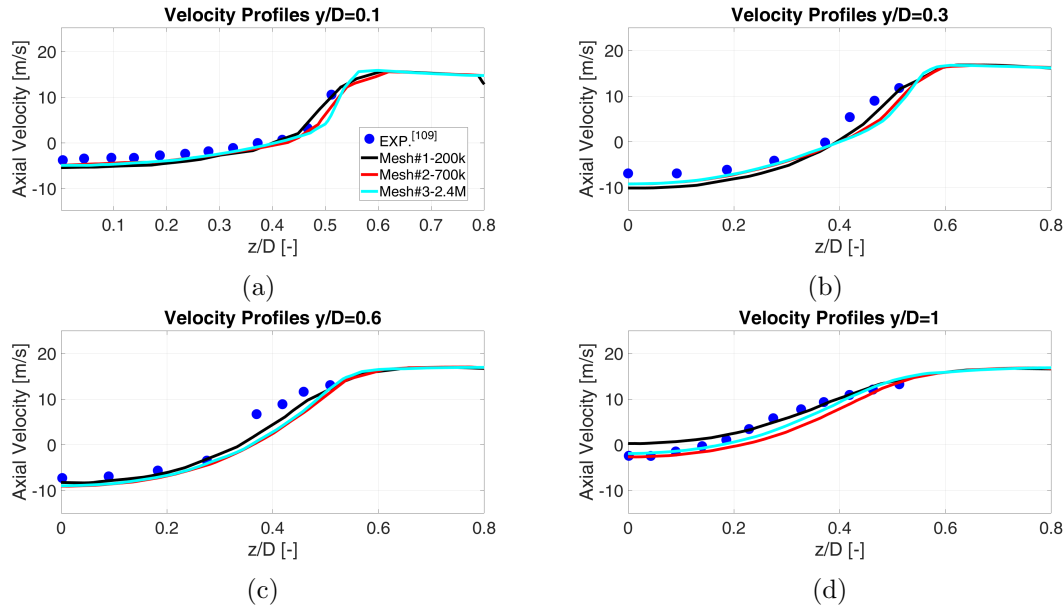 Velocity Profiles y/D=0.1
Axial Velocity [m/s]
20
10
0
-10
0.1 0.2 0.3 0.4 0.5 0.6 0.7 0.8
z/D [-]
EXP.[109]
Mesh#1-200k
Mesh#2-700k
Mesh#3-2.4M
(a)
Velocity Profiles y/D=0.3
Axial Velocity [m/s]
20
10
0
-10
0 0.2 0.4 0.6 0.8
z/D [-]
(b)
Velocity Profiles y/D=0.6
Axial Velocity [m/s]
20
10
0
-10
0 0.2 0.4 0.6 0.8
z/D [-]
(c)
Velocity Profiles y/D=1
Axial Velocity [m/s]
20
10
0
-10
0 0.2 0.4 0.6 0.8
z/D [-]
(d)